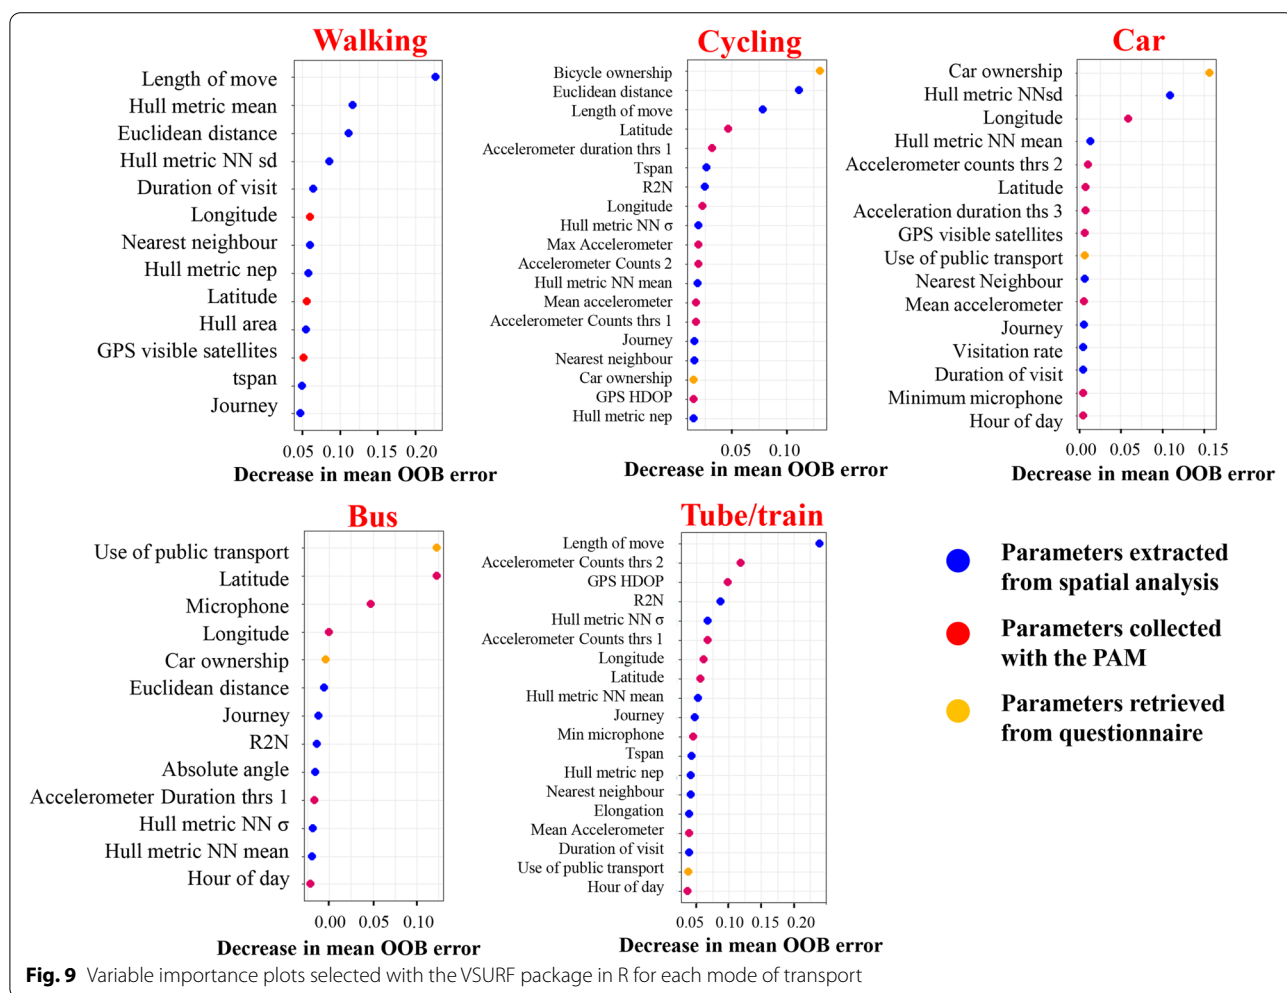 Walking
Length of move
Hull metric mean
Euclidean distance
Hull metric NN sd
Duration of visit
Longitude
Nearest neighbour
Hull metric nep
Latitude
Hull area
GPS visible satellites
tspan
Journey
0.05 0.10 0.15 0.20
Decrease in mean OOB error
Cycling
Bicycle ownership
Euclidean distance
Length of move
Latitude
Accelerometer duration thrs 1
Tspan
R2N
Longitude
Hull metric NN σ
Max Accelerometer
Accelerometer Counts 2
Hull metric NN mean
Mean accelerometer
Accelerometer Counts thrs 1
Journey
Nearest neighbour
Car ownership
GPS HDOP
Hull metric nep
0.05 0.10
Decrease in mean OOB error
Car
Car ownership
Hull metric NNsd
Longitude
Hull metric NN mean
Accelerometer counts thrs 2
Latitude
Acceleration duration ths 3
GPS visible satellites
Use of public transport
Nearest Neighbour
Mean accelerometer
Journey
Visitation rate
Duration of visit
Minimum microphone
Hour of day
0.00 0.05 0.10 0.15
Decrease in mean OOB error
Bus
Use of public transport
Latitude
Microphone
Longitude
Car ownership
Euclidean distance
Journey
R2N
Absolute angle
Accelerometer Duration thrs 1
Hull metric NN σ
Hull metric NN mean
Hour of day
0.00 0.05 0.10
Decrease in mean OOB error
Tube/train
Length of move
Accelerometer Counts thrs 2
GPS HDOP
R2N
Hull metric NN σ
Accelerometer Counts thrs 1
Longitude
Latitude
Hull metric NN mean
Journey
Min microphone
Tspan
Hull metric nep
Nearest neighbour
Elongation
Mean Accelerometer
Duration of visit
Use of public transport
Hour of day
0.05 0.10 0.15 0.20
Decrease in mean OOB error
Parameters extracted
from spatial analysis
Parameters collected
with the PAM
Parameters retrieved
from questionnaire
Fig. 9 Variable importance plots selected with the VSURF package in R for each mode of transport